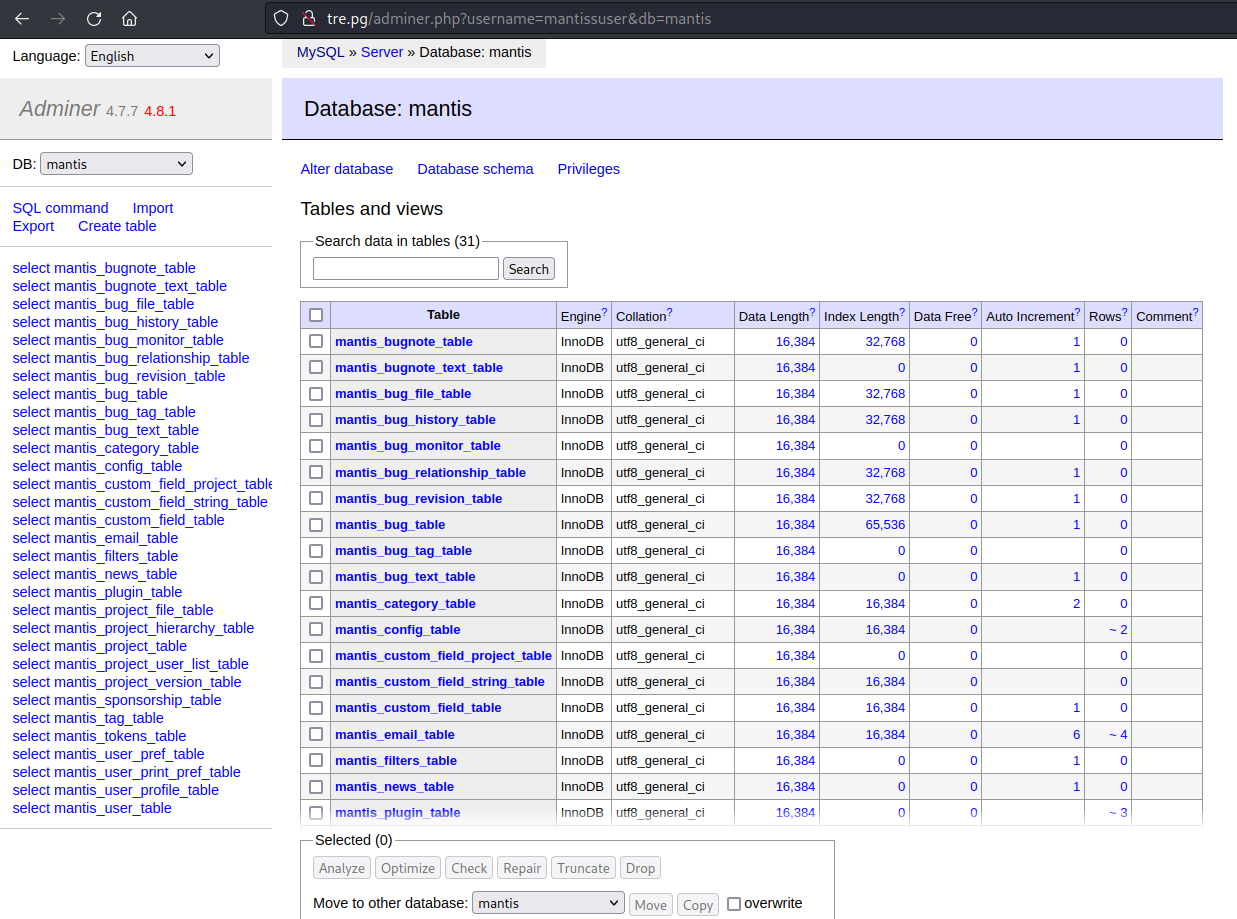 tre.pg/adminer.php?username=mantissuser&db=mantis
Language: English
MySQL » Server » Database: mantis
Adminer 4.7.7 4.8.1
Database: mantis
DB: mantis
SQL command Import
Export Create table
select mantis_bugnote_table
select mantis_bugnote_text_table
select mantis_bug_file_table
select mantis_bug_history_table
select mantis_bug_monitor_table
select mantis_bug_relationship_table
select mantis_bug_revision_table
select mantis_bug_table
select mantis_bug_tag_table
select mantis_bug_text_table
select mantis_category_table
select mantis_config_table
select mantis_custom_field_project_table
select mantis_custom_field_string_table
select mantis_custom_field_table
select mantis_email_table
select mantis_filters_table
select mantis_news_table
select mantis_plugin_table
select mantis_project_file_table
select mantis_project_hierarchy_table
select mantis_project_table
select mantis_project_user_list_table
select mantis_project_version_table
select mantis_sponsorship_table
select mantis_tag_table
select mantis_tokens_table
select mantis_user_pref_table
select mantis_user_print_pref_table
select mantis_user_profile_table
select mantis_user_table
Alter database Database schema Privileges
Tables and views
Search data in tables (31)
Search
Table Engine? Collation? Data Length? Index Length? Data Free? Auto Increment? Rows? Comment?
mantis_bugnote_table InnoDB utf8_general_ci 16,384 32,768 0 1 0
mantis_bugnote_text_table InnoDB utf8_general_ci 16,384 0 0 1 0
mantis_bug_file_table InnoDB utf8_general_ci 16,384 32,768 0 1 0
mantis_bug_history_table InnoDB utf8_general_ci 16,384 32,768 0 1 0
mantis_bug_monitor_table InnoDB utf8_general_ci 16,384 0 0 0
mantis_bug_relationship_table InnoDB utf8_general_ci 16,384 32,768 0 1 0
mantis_bug_revision_table InnoDB utf8_general_ci 16,384 32,768 0 1 0
mantis_bug_table InnoDB utf8_general_ci 16,384 65,536 0 1 0
mantis_bug_tag_table InnoDB utf8_general_ci 16,384 0 0 0
mantis_bug_text_table InnoDB utf8_general_ci 16,384 0 0 1 0
mantis_category_table InnoDB utf8_general_ci 16,384 16,384 0 2 0
mantis_config_table InnoDB utf8_general_ci 16,384 16,384 0 ~ 2
mantis_custom_field_project_table InnoDB utf8_general_ci 16,384 0 0 0
mantis_custom_field_string_table InnoDB utf8_general_ci 16,384 16,384 0 0
mantis_custom_field_table InnoDB utf8_general_ci 16,384 16,384 0 1 0
mantis_email_table InnoDB utf8_general_ci 16,384 16,384 0 6 ~ 4
mantis_filters_table InnoDB utf8_general_ci 16,384 0 0 1 0
mantis_news_table InnoDB utf8_general_ci 16,384 0 0 1 0
mantis_plugin_table InnoDB utf8_general_ci 16,384 0 0 ~ 3
Selected (0)
Analyze Optimize Check Repair Truncate Drop
Move to other database: mantis Move Copy overwrite